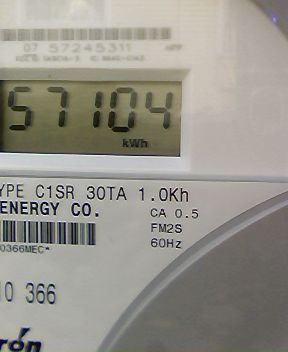 07 57245311
57104
kWh
YPE C1SR 30TA 1.0Kh
ENERGY CO.
CA 0.5
FM2S
60Hz
0366MEC*
10 366
rón